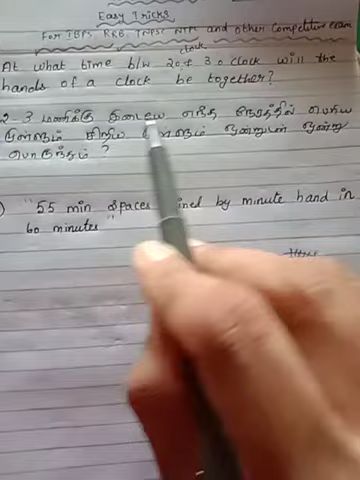 Easy Tricks
For IBPS, RRB, TNPSC, NTPC and other Competitive exam
clock
At what time b/w 2 o & 3 o clock will the
hands of a clock be together?
2-3 மணிக்கு இடையே எந்த நேரத்தில் பெரிய
முள்ளும் சிறிய முள்ளும் ஒன்றுடன் ஒன்று
பொருந்தும் ?
) "55 min spaces ined by minute hand in
60 minutes"